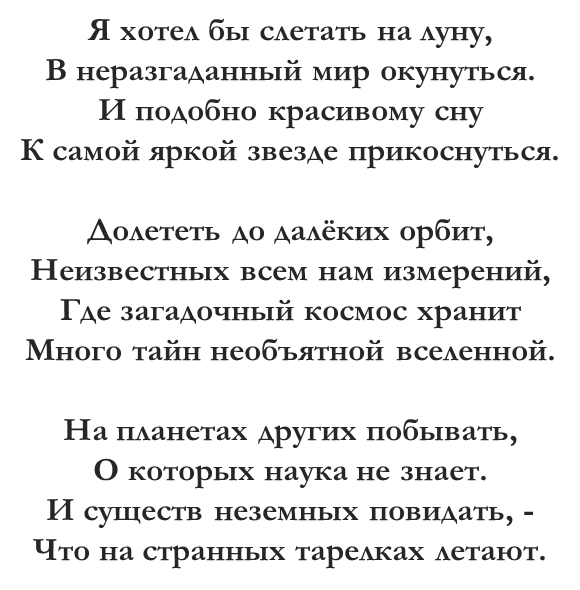 Я хотел бы слетать на луну,
В неразгаданный мир окунуться.
И подобно красивому сну
К самой яркой звезде прикоснуться.

Долететь до далёких орбит,
Неизвестных всем нам измерений,
Где загадочный космос хранит
Много тайн необъятной вселенной.

На планетах других побывать,
О которых наука не знает.
И существ неземных повидать, -
Что на странных тарелках летают.